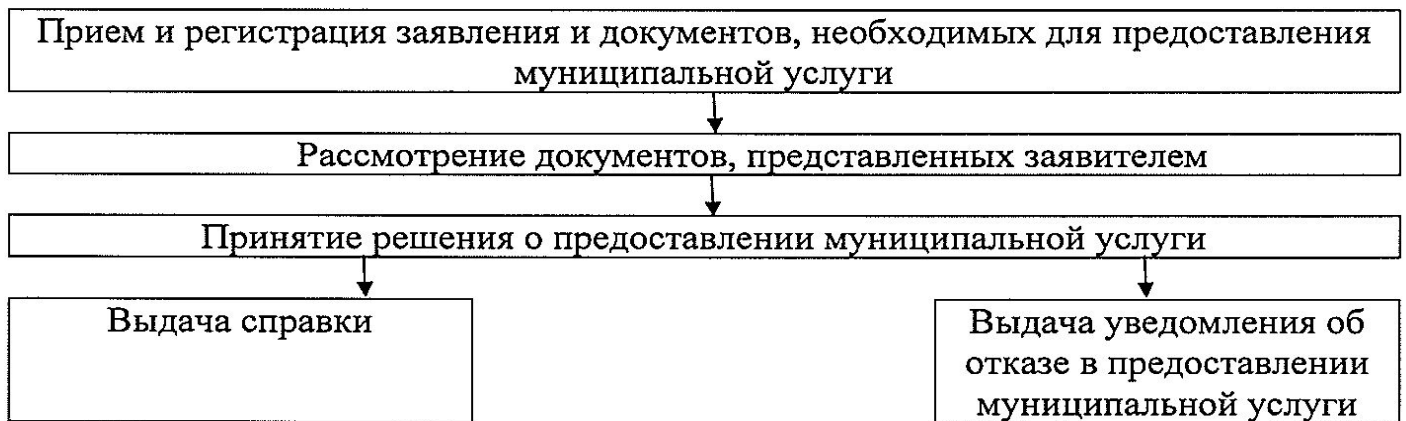 Прием и регистрация заявления и документов, необходимых для предоставления
муниципальной услуги
Рассмотрение документов, представленных заявителем
Принятие решения о предоставлении муниципальной услуги
Выдача справки
Выдача уведомления об
отказе в предоставлении
муниципальной услуги